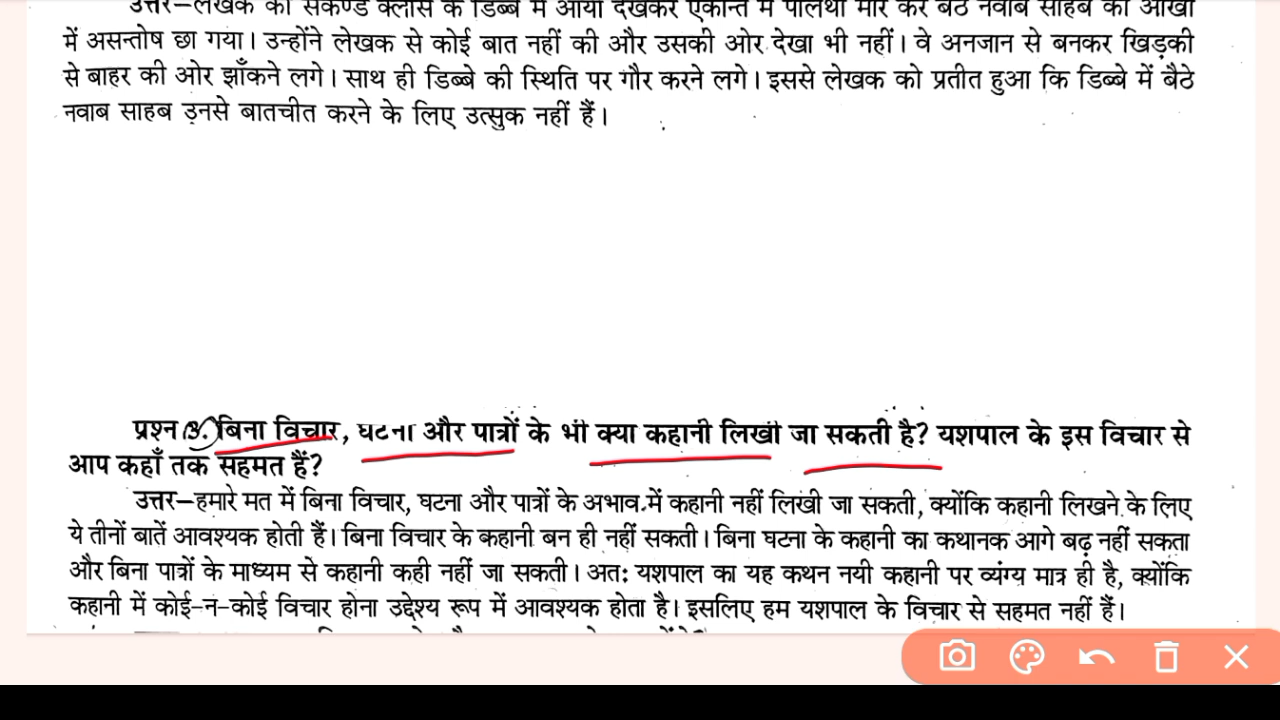 उत्तर–लेखक को सेकण्ड क्लास के डिब्बे में आया देखकर एकान्त में पालथी मार कर बैठे नवाब साहब की आँखों
में असन्तोष छा गया। उन्होंने लेखक से कोई बात नहीं की और उसकी ओर देखा भी नहीं। वे अनजान से बनकर खिड़की
से बाहर की ओर झाँकने लगे। साथ ही डिब्बे की स्थिति पर गौर करने लगे। इससे लेखक को प्रतीत हुआ कि डिब्बे में बैठे
नवाब साहब उनसे बातचीत करने के लिए उत्सुक नहीं हैं।
प्रश्न 3. बिना विचार, घटना और पात्रों के भी क्या कहानी लिखी जा सकती है? यशपाल के इस विचार से
आप कहाँ तक सहमत हैं?
उत्तर–हमारे मत में बिना विचार, घटना और पात्रों के अभाव में कहानी नहीं लिखी जा सकती, क्योंकि कहानी लिखने के लिए
ये तीनों बातें आवश्यक होती हैं। बिना विचार के कहानी बन ही नहीं सकती। बिना घटना के कहानी का कथानक आगे बढ़ नहीं सकता
और बिना पात्रों के माध्यम से कहानी कही नहीं जा सकती। अतः यशपाल का यह कथन नयी कहानी पर व्यंग्य मात्र ही है, क्योंकि
कहानी में कोई–न–कोई विचार होना उद्देश्य रूप में आवश्यक होता है। इसलिए हम यशपाल के विचार से सहमत नहीं हैं।